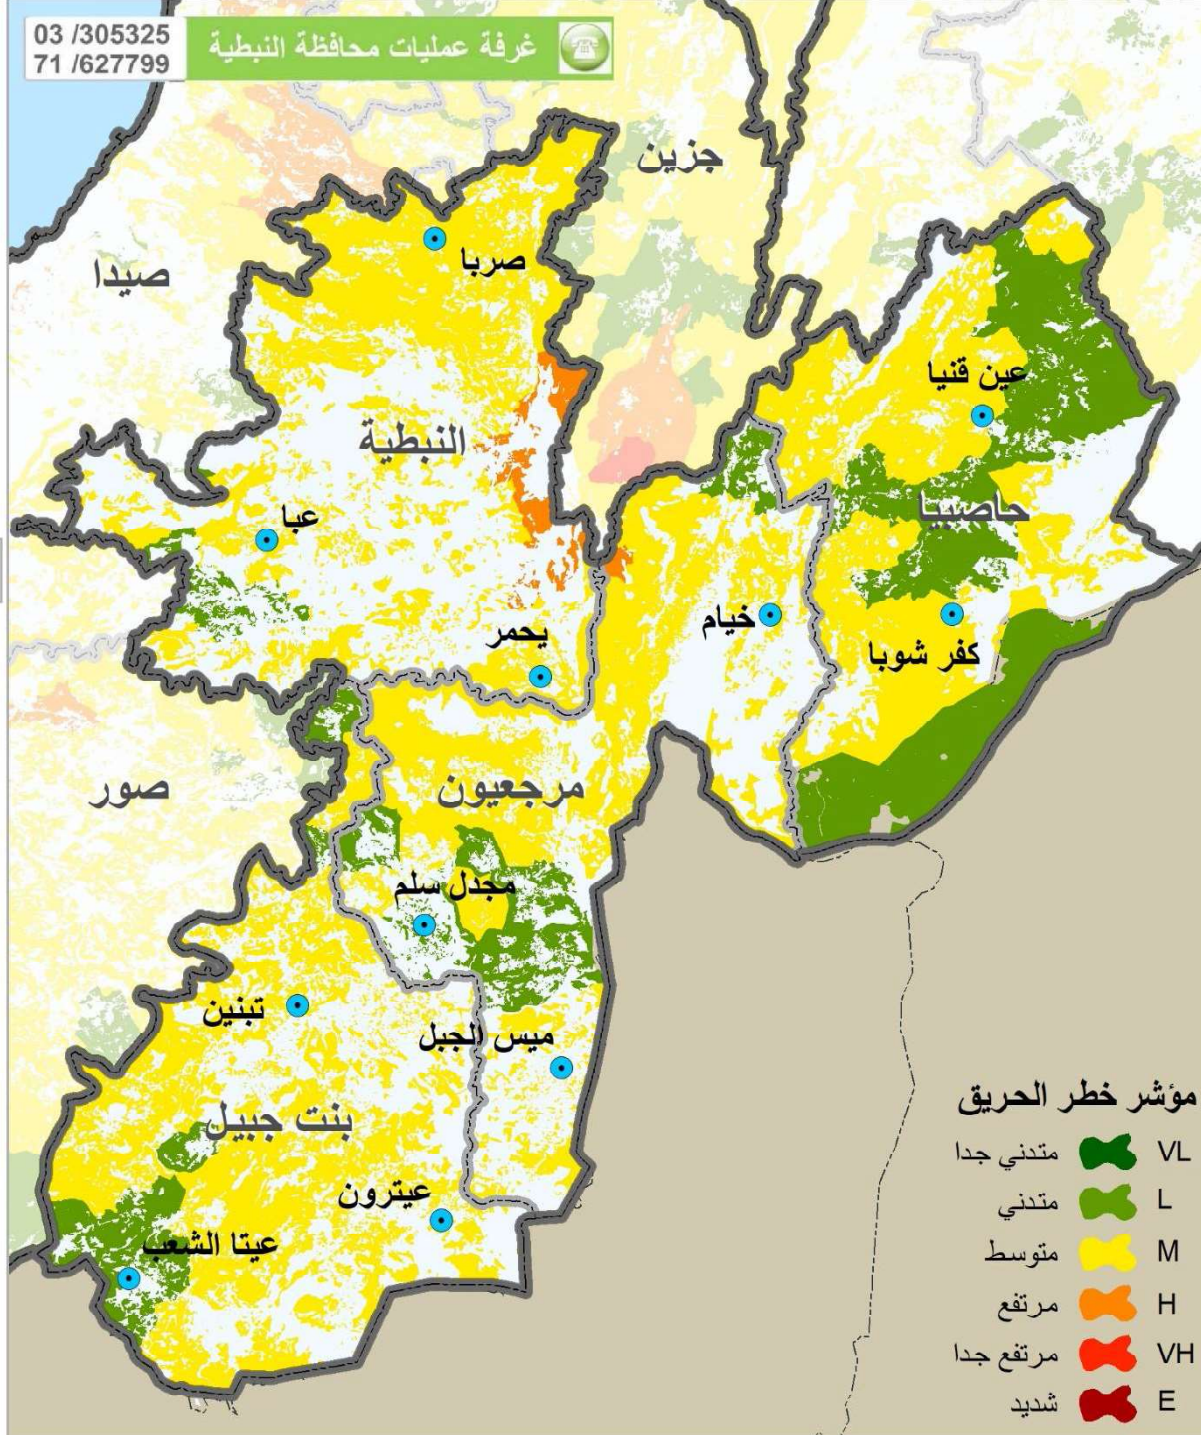 03 /305325
71 /627799
غرفة عمليات محافظة النبطية
جزين
صربا
صيدا
عين قنيا
النبطية
حاصبيا
عبا
خيام
يحمر
كفر شوبا
صور
مرجعيون
مجدل سلم
تبنين
ميس الجبل
بنت جبيل
عيترون
عيتا الشعب
مؤشر خطر الحريق
VL متدني جدا
L متدني
M متوسط
H مرتفع
VH مرتفع جدا
E شديد